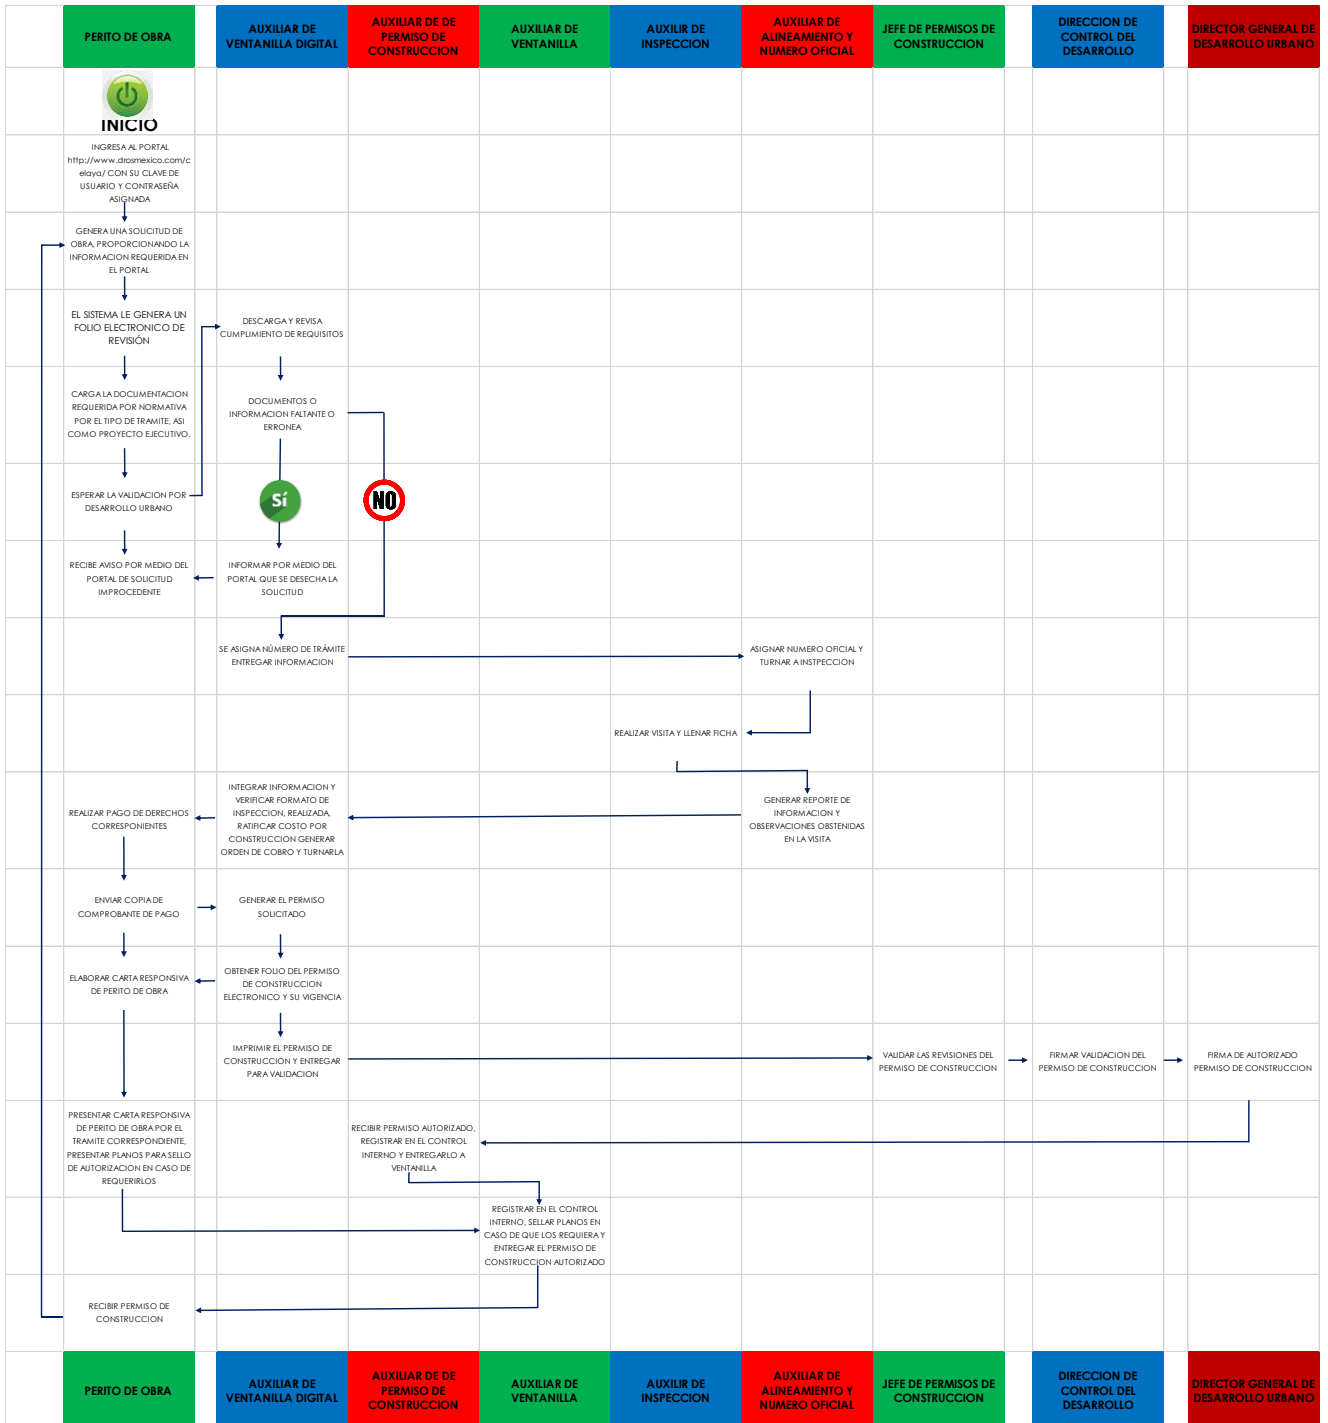 PERITO DE OBRA
AUXILIAR DE
VENTANILLA DIGITAL
AUXILIAR DE DE
PERMISO DE
CONSTRUCCION
AUXILIAR DE
VENTANILLA
AUXILIR DE
INSPECCION
AUXILIAR DE
ALINEAMIENTO Y
NUMERO OFICIAL
JEFE DE PERMISOS DE
CONSTRUCCION
DIRECCION DE
CONTROL DEL
DESARROLLO
DIRECTOR GENERAL DE
DESARROLLO URBANO
INICIO
INGRESA AL PORTAL
http://www.drosmexico.com/c
elaya/ CON SU CLAVE DE
USUARIO Y CONTRASEÑA
ASIGNADA
GENERA UNA SOLICITUD DE
OBRA, PROPORCIONANDO LA
INFORMACION REQUERIDA EN
EL PORTAL
EL SISTEMA LE GENERA UN
FOLIO ELECTRONICO DE
REVISIÓN
DESCARGA Y REVISA
CUMPLIMIENTO DE REQUISITOS
CARGA LA DOCUMENTACION
REQUERIDA POR NORMATIVA
POR EL TIPO DE TRAMITE, ASI
COMO PROYECTO EJECUTIVO.
DOCUMENTOS O
INFORMACION FALTANTE O
ERRONEA
ESPERAR LA VALIDACION POR
DESARROLLO URBANO
Sí
NO
RECIBE AVISO POR MEDIO DEL
PORTAL DE SOLICITUD
IMPROCEDENTE
INFORMAR POR MEDIO DEL
PORTAL QUE SE DESECHA LA
SOLICITUD
SE ASIGNA NÚMERO DE TRÁMITE
ENTREGAR INFORMACION
ASIGNAR NUMERO OFICIAL Y
TURNAR A INSTPECCION
REALIZAR VISITA Y LLENAR FICHA
REALIZAR PAGO DE DERECHOS
CORRESPONIENTES
INTEGRAR INFORMACION Y
VERIFICAR FORMATO DE
INSPECCION, REALIZADA,
RATIFICAR COSTO POR
CONSTRUCCION GENERAR
ORDEN DE COBRO Y TURNARLA
GENERAR REPORTE DE
INFORMACION Y
OBSERVACIONES OBSTENIDAS
EN LA VISITA
ENVIAR COPIA DE
COMPROBANTE DE PAGO
GENERAR EL PERMISO
SOLICITADO
ELABORAR CARTA RESPONSIVA
DE PERITO DE OBRA
OBTENER FOLIO DEL PERMISO
DE CONSTRUCCION
ELECTRONICO Y SU VIGENCIA
IMPRIMIR EL PERMISO DE
CONSTRUCCION Y ENTREGAR
PARA VALIDACION
VALIDAR LAS REVISIONES DEL
PERMISO DE CONSTRUCCION
FIRMAR VALIDACION DEL
PERMISO DE CONSTRUCCION
FIRMA DE AUTORIZADO
PERMISO DE CONSTRUCCION
PRESENTAR CARTA RESPONSIVA
DE PERITO DE OBRA POR EL
TRAMITE CORRESPONDIENTE,
PRESENTAR PLANOS PARA SELLO
DE AUTORIZACION EN CASO DE
REQUERIRLOS
RECIBIR PERMISO AUTORIZADO,
REGISTRAR EN EL CONTROL
INTERNO Y ENTREGARLO A
VENTANILLA
REGISTRAR EN EL CONTROL
INTERNO, SELLAR PLANOS EN
CASO DE QUE LOS REQUIERA Y
ENTREGAR EL PERMISO DE
CONSTRUCCION AUTORIZADO
RECIBIR PERMISO DE
CONSTRUCCION
PERITO DE OBRA
AUXILIAR DE
VENTANILLA DIGITAL
AUXILIAR DE DE
PERMISO DE
CONSTRUCCION
AUXILIAR DE
VENTANILLA
AUXILIR DE
INSPECCION
AUXILIAR DE
ALINEAMIENTO Y
NUMERO OFICIAL
JEFE DE PERMISOS DE
CONSTRUCCION
DIRECCION DE
CONTROL DEL
DESARROLLO
DIRECTOR GENERAL DE
DESARROLLO URBANO